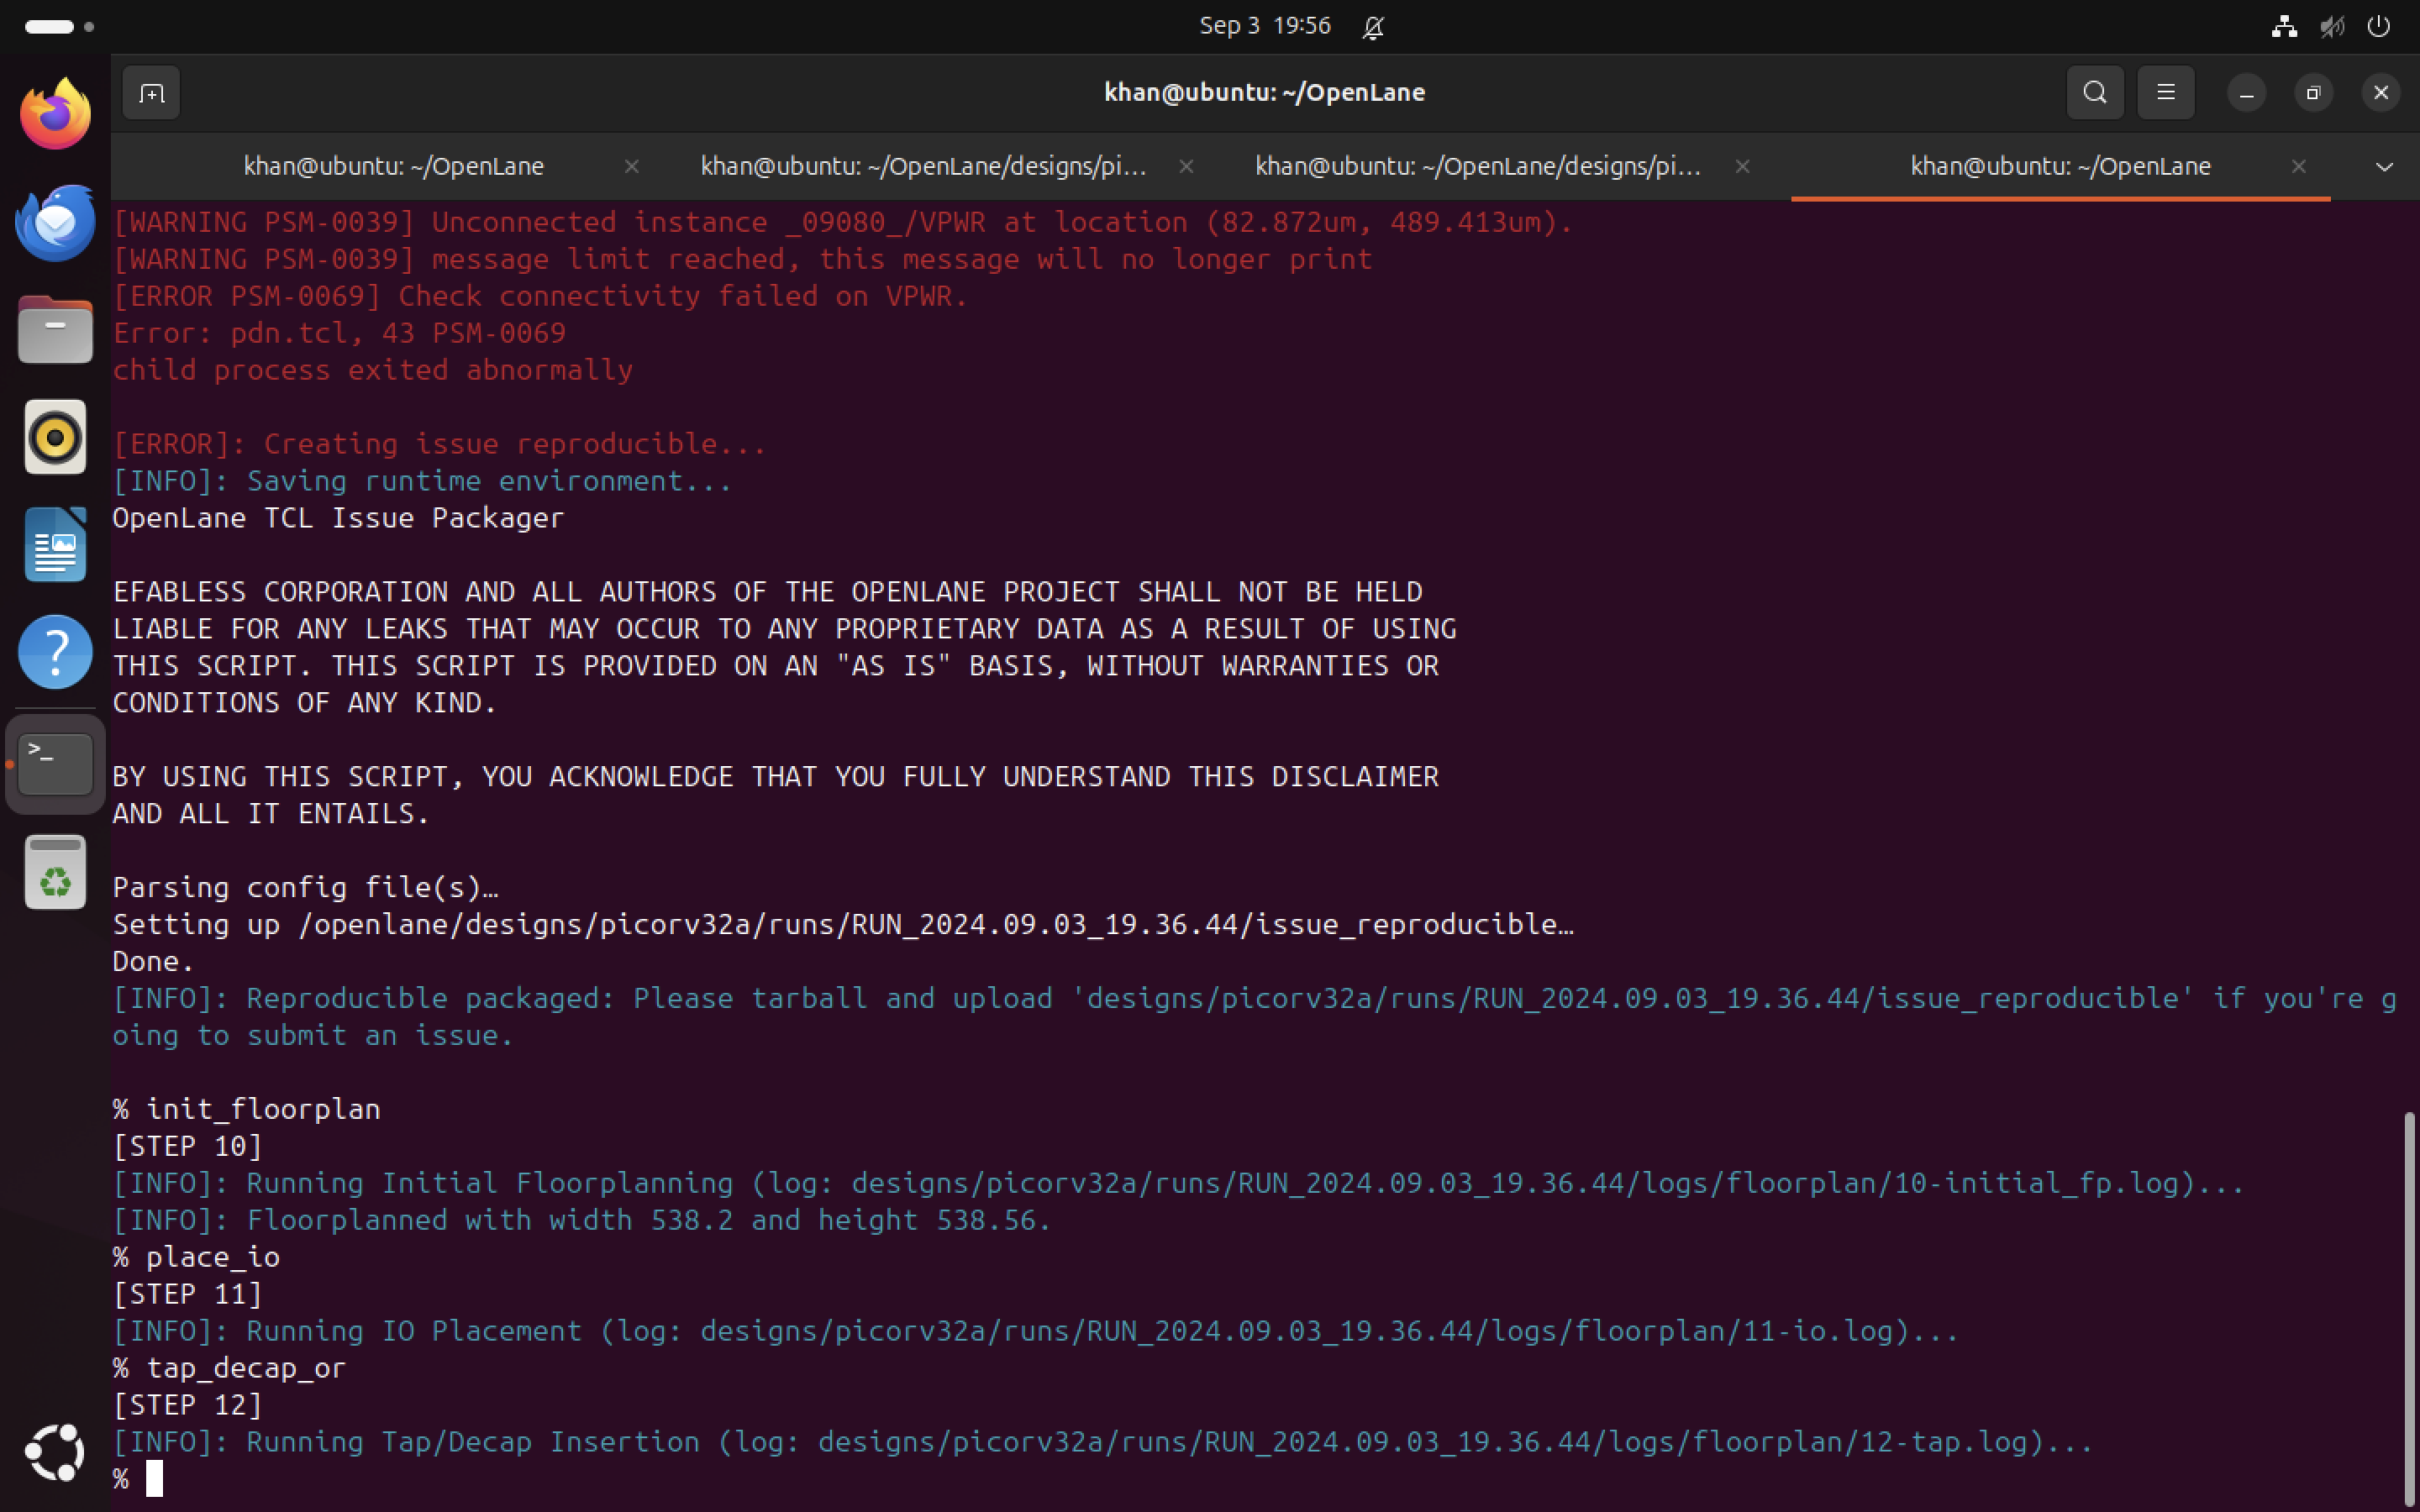 Sep 3 19:56
khan@ubuntu: ~/OpenLane
khan@ubuntu: ~/OpenLane
khan@ubuntu: ~/OpenLane/designs/pi...
khan@ubuntu: ~/OpenLane/designs/pi...
khan@ubuntu: ~/OpenLane
[WARNING PSM-0039] Unconnected instance _09080_/VPWR at location (82.872um, 489.413um).
[WARNING PSM-0039] message limit reached, this message will no longer print
[ERROR PSM-0069] Check connectivity failed on VPWR.
Error: pdn.tcl, 43 PSM-0069
child process exited abnormally
[ERROR]: Creating issue reproducible...
[INFO]: Saving runtime environment...
OpenLane TCL Issue Packager
EFABLESS CORPORATION AND ALL AUTHORS OF THE OPENLANE PROJECT SHALL NOT BE HELD
LIABLE FOR ANY LEAKS THAT MAY OCCUR TO ANY PROPRIETARY DATA AS A RESULT OF USING
THIS SCRIPT. THIS SCRIPT IS PROVIDED ON AN "AS IS" BASIS, WITHOUT WARRANTIES OR
CONDITIONS OF ANY KIND.
BY USING THIS SCRIPT, YOU ACKNOWLEDGE THAT YOU FULLY UNDERSTAND THIS DISCLAIMER
AND ALL IT ENTAILS.
Parsing config file(s)…
Setting up /openlane/designs/picorv32a/runs/RUN_2024.09.03_19.36.44/issue_reproducible…
Done.
[INFO]: Reproducible packaged: Please tarball and upload 'designs/picorv32a/runs/RUN_2024.09.03_19.36.44/issue_reproducible' if you're g
oing to submit an issue.
% init_floorplan
[STEP 10]
[INFO]: Running Initial Floorplanning (log: designs/picorv32a/runs/RUN_2024.09.03_19.36.44/logs/floorplan/10-initial_fp.log)...
[INFO]: Floorplanned with width 538.2 and height 538.56.
% place_io
[STEP 11]
[INFO]: Running IO Placement (log: designs/picorv32a/runs/RUN_2024.09.03_19.36.44/logs/floorplan/11-io.log)...
% tap_decap_or
[STEP 12]
[INFO]: Running Tap/Decap Insertion (log: designs/picorv32a/runs/RUN_2024.09.03_19.36.44/logs/floorplan/12-tap.log)...
%